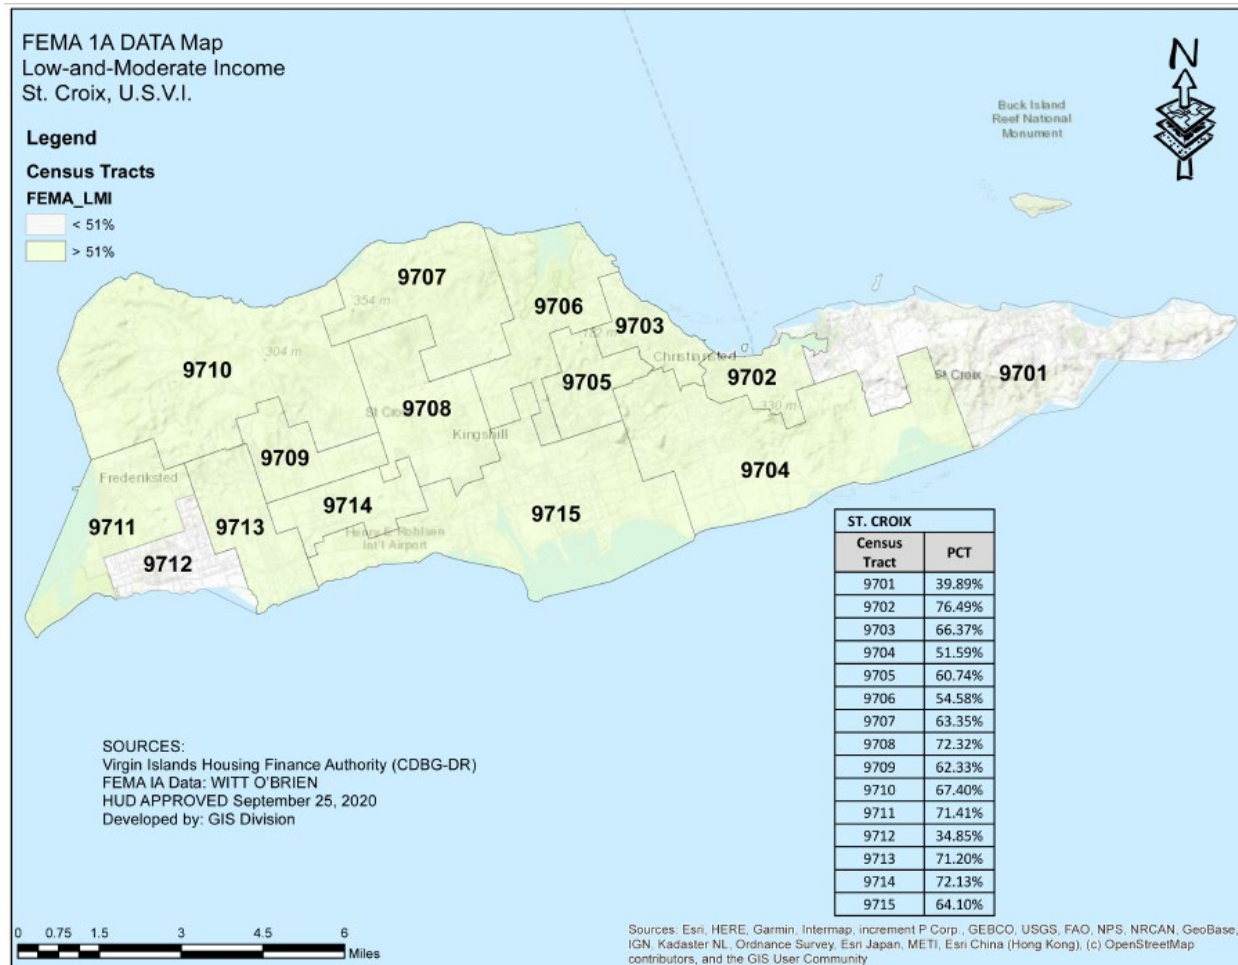 FEMA 1A DATA Map
Low-and-Moderate Income
St. Croix, U.S.V.I.
Legend
Census Tracts
FEMA_LMI
< 51%
> 51%
N
Buck Island
Reef National
Monument
9707
354 m
9706
182 m
9703
Christiansted
304 m
9710
9705
9702
St Croix
9701
330 m
9708
Kingshill
9709
Frederiksted
9704
9714
9715
9711
9713
Henry E Rohlsen
Int'l Airport
9712
ST. CROIX
Census Tract PCT
9701 39.89%
9702 76.49%
9703 66.37%
9704 51.59%
9705 60.74%
9706 54.58%
9707 63.35%
9708 72.32%
9709 62.33%
9710 67.40%
9711 71.41%
9712 34.85%
9713 71.20%
9714 72.13%
9715 64.10%
SOURCES:
Virgin Islands Housing Finance Authority (CDBG-DR)
FEMA IA Data: WITT O'BRIEN
HUD APPROVED September 25, 2020
Developed by: GIS Division
0 0.75 1.5 3 4.5 6
Miles
Sources: Esri, HERE, Garmin, Intermap, increment P Corp., GEBCO, USGS, FAO, NPS, NRCAN, GeoBase,
IGN, Kadaster NL, Ordnance Survey, Esri Japan, METI, Esri China (Hong Kong), (c) OpenStreetMap
contributors, and the GIS User Community